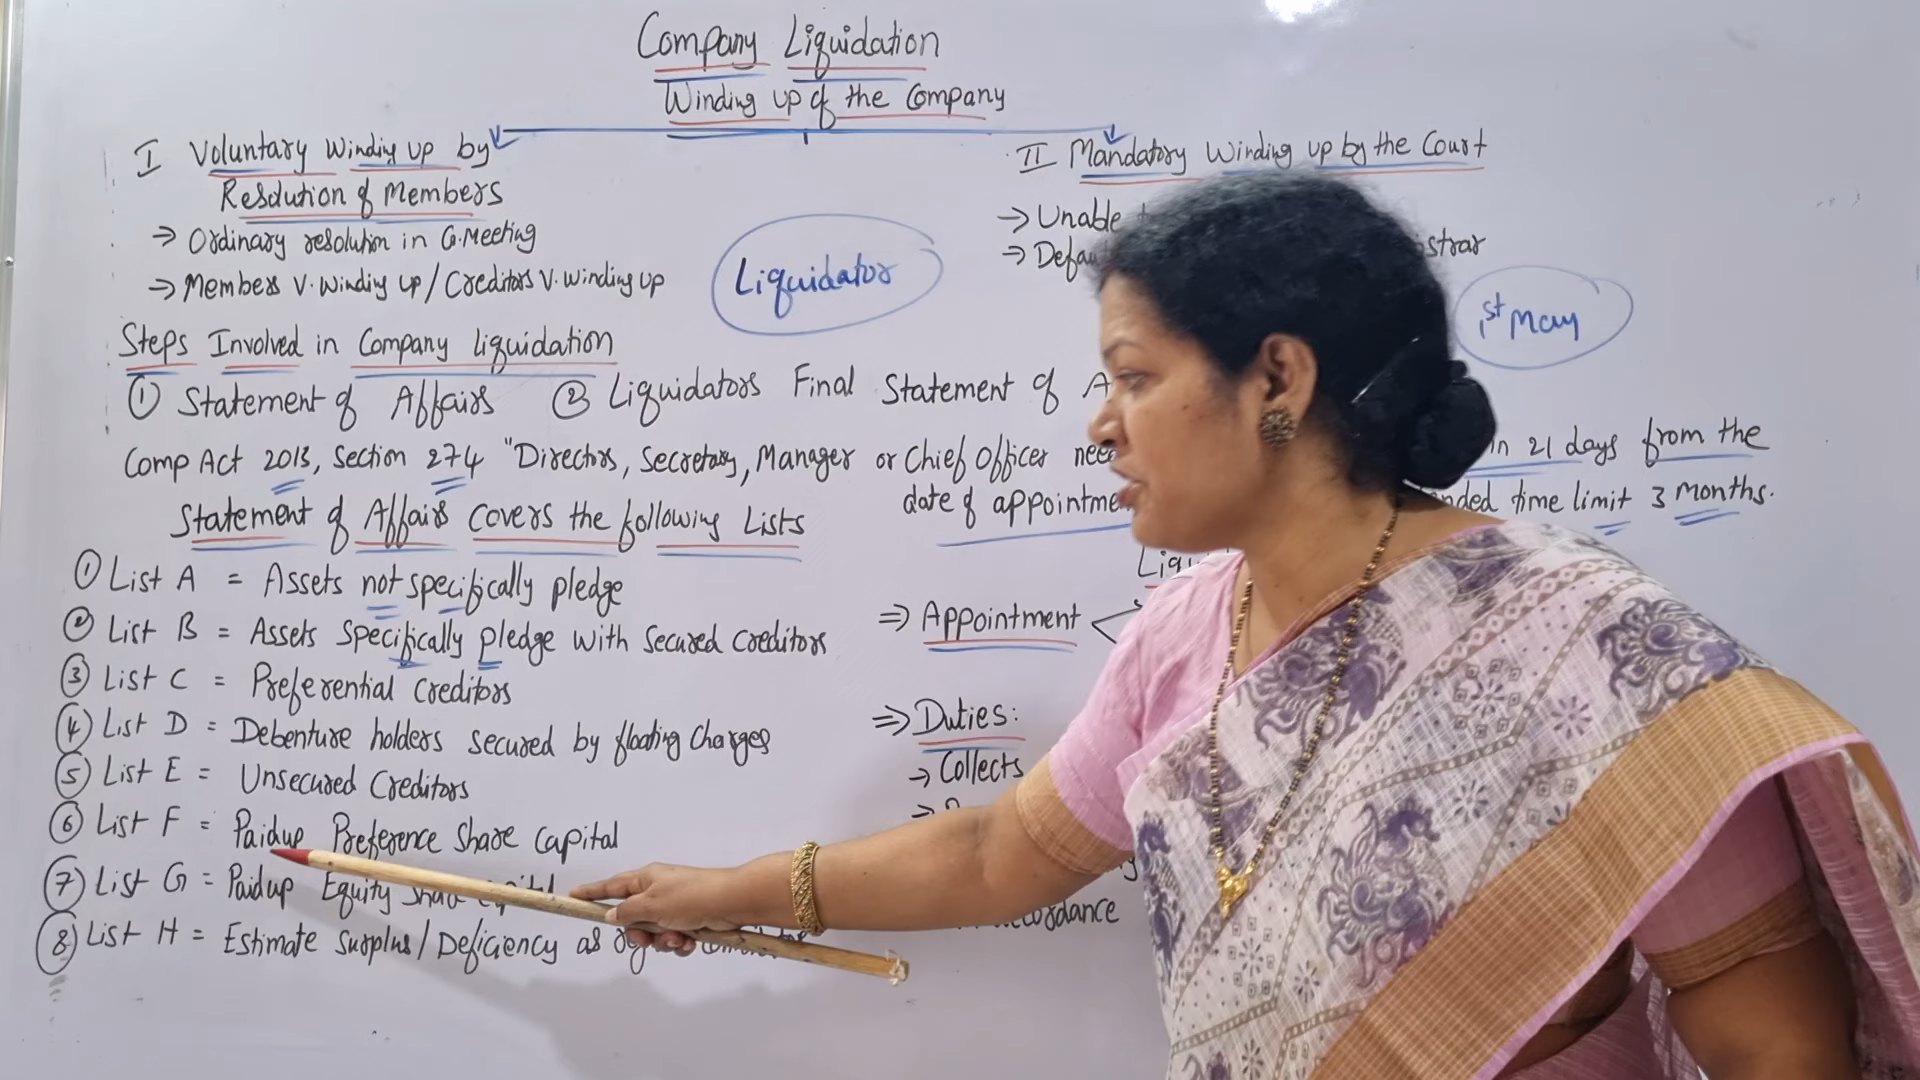 Company Liquidation
Winding up of the Company
I Voluntary Winding up by
Resolution of Members
→ Ordinary resolution in G.Meeting
→ Members V. Winding up / Creditors V. Winding up
Liquidator
II Mandatory Winding up by the Court
→ Unable
→
1st May
Steps Involved in Company liquidation
① Statement of Affairs ② Liquidators Final Statement of
Comp Act 2013, Section 274 "Directors, Secretary, Manager or Chief Officer in 21 days from the
date of time limit 3 months.
Statement of Affairs Covers the following Lists
① List A = Assets not specifically pledge
② List B = Assets specifically pledge with Secured Creditors
③ List C = Preferential Creditors
④ List D = Debenture holders secured by floating Charges
⑤ List E = Unsecured Creditors
⑥ List F = Paidup Preference Share Capital
⑦ List G = Paidup Equity
⑧ List H = Estimate Surplus / Deficiency as
⇒ Appointment
⇒ Duties:
→ Collects
→